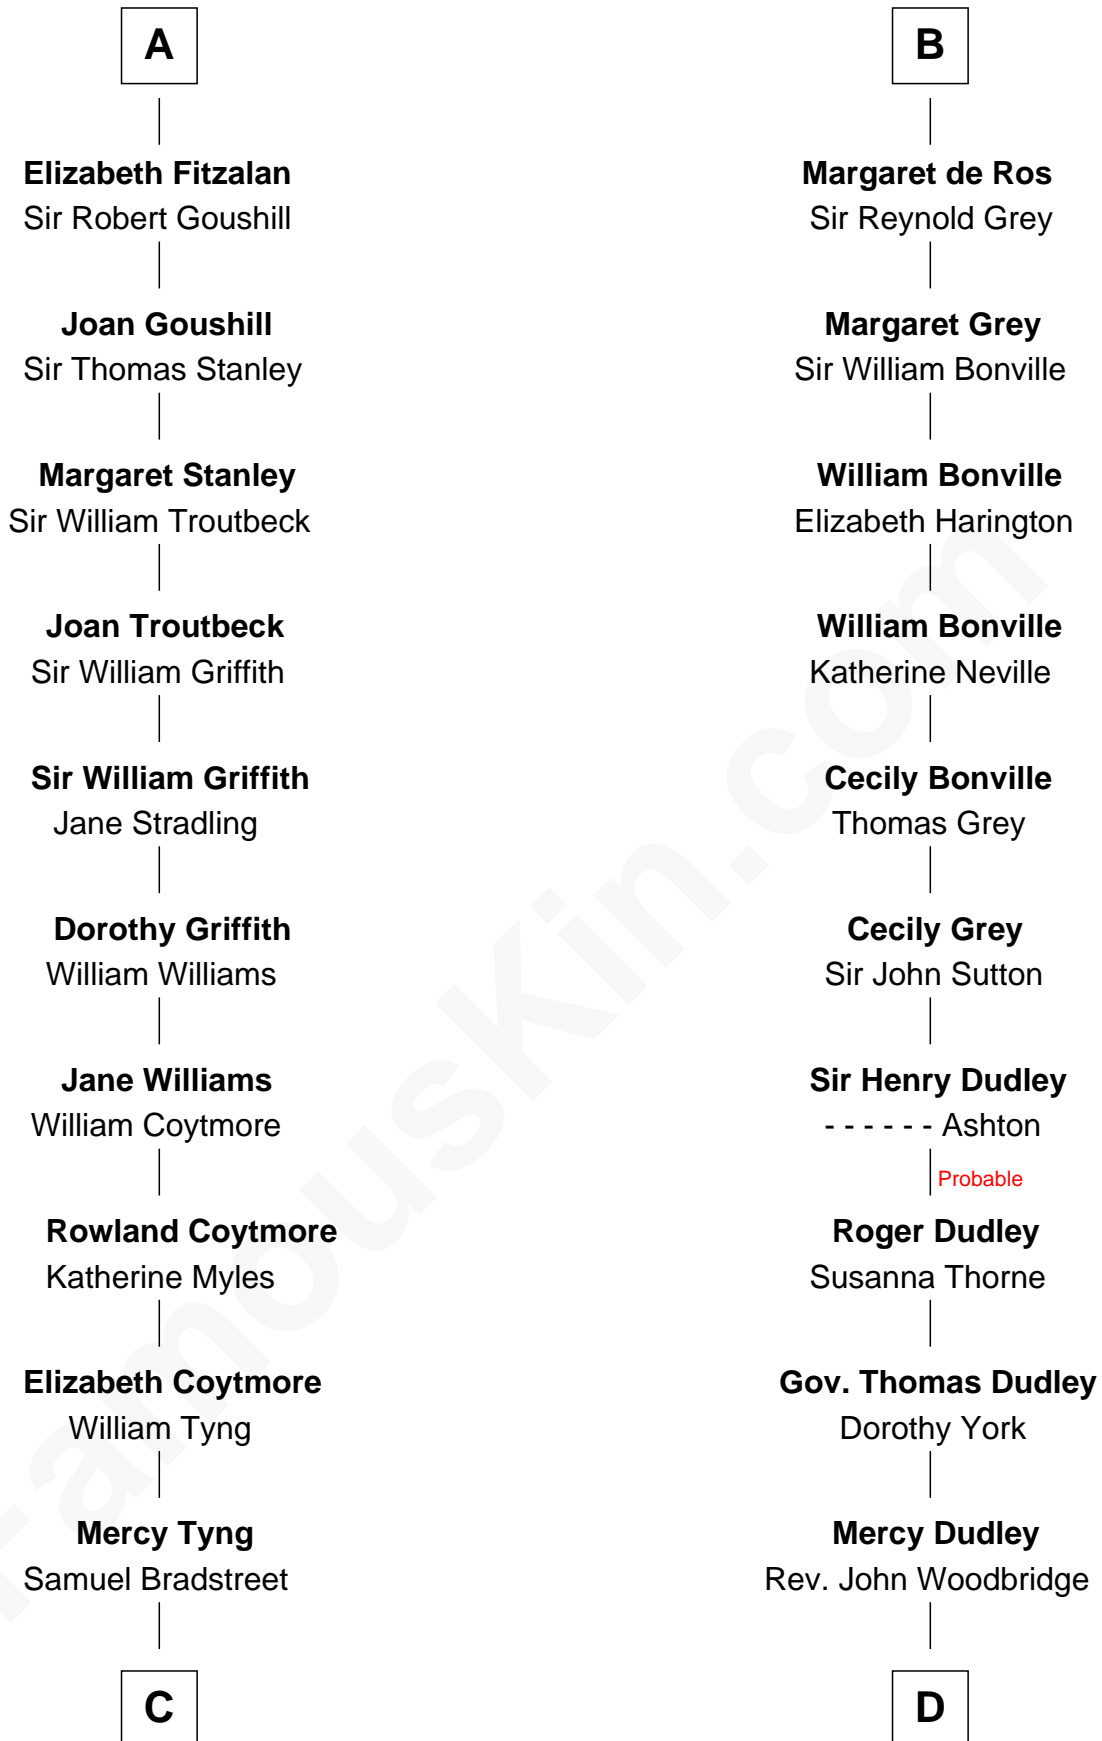 A
Elizabeth Fitzalan
Sir Robert Goushill
Joan Goushill
Sir Thomas Stanley
Margaret Stanley
Sir William Troutbeck
Joan Troutbeck
Sir William Griffith
Sir William Griffith
Jane Stradling
Dorothy Griffith
William Williams
Jane Williams
William Coytmore
Rowland Coytmore
Katherine Myles
Elizabeth Coytmore
William Tyng
Mercy Tyng
Samuel Bradstreet
C
B
Margaret de Ros
Sir Reynold Grey
Margaret Grey
Sir William Bonville
William Bonville
Elizabeth Harington
William Bonville
Katherine Neville
Cecily Bonville
Thomas Grey
Cecily Grey
Sir John Sutton
Sir Henry Dudley
- - - - - - Ashton
Probable
Roger Dudley
Susanna Thorne
Gov. Thomas Dudley
Dorothy York
Mercy Dudley
Rev. John Woodbridge
D
FamousKin.com